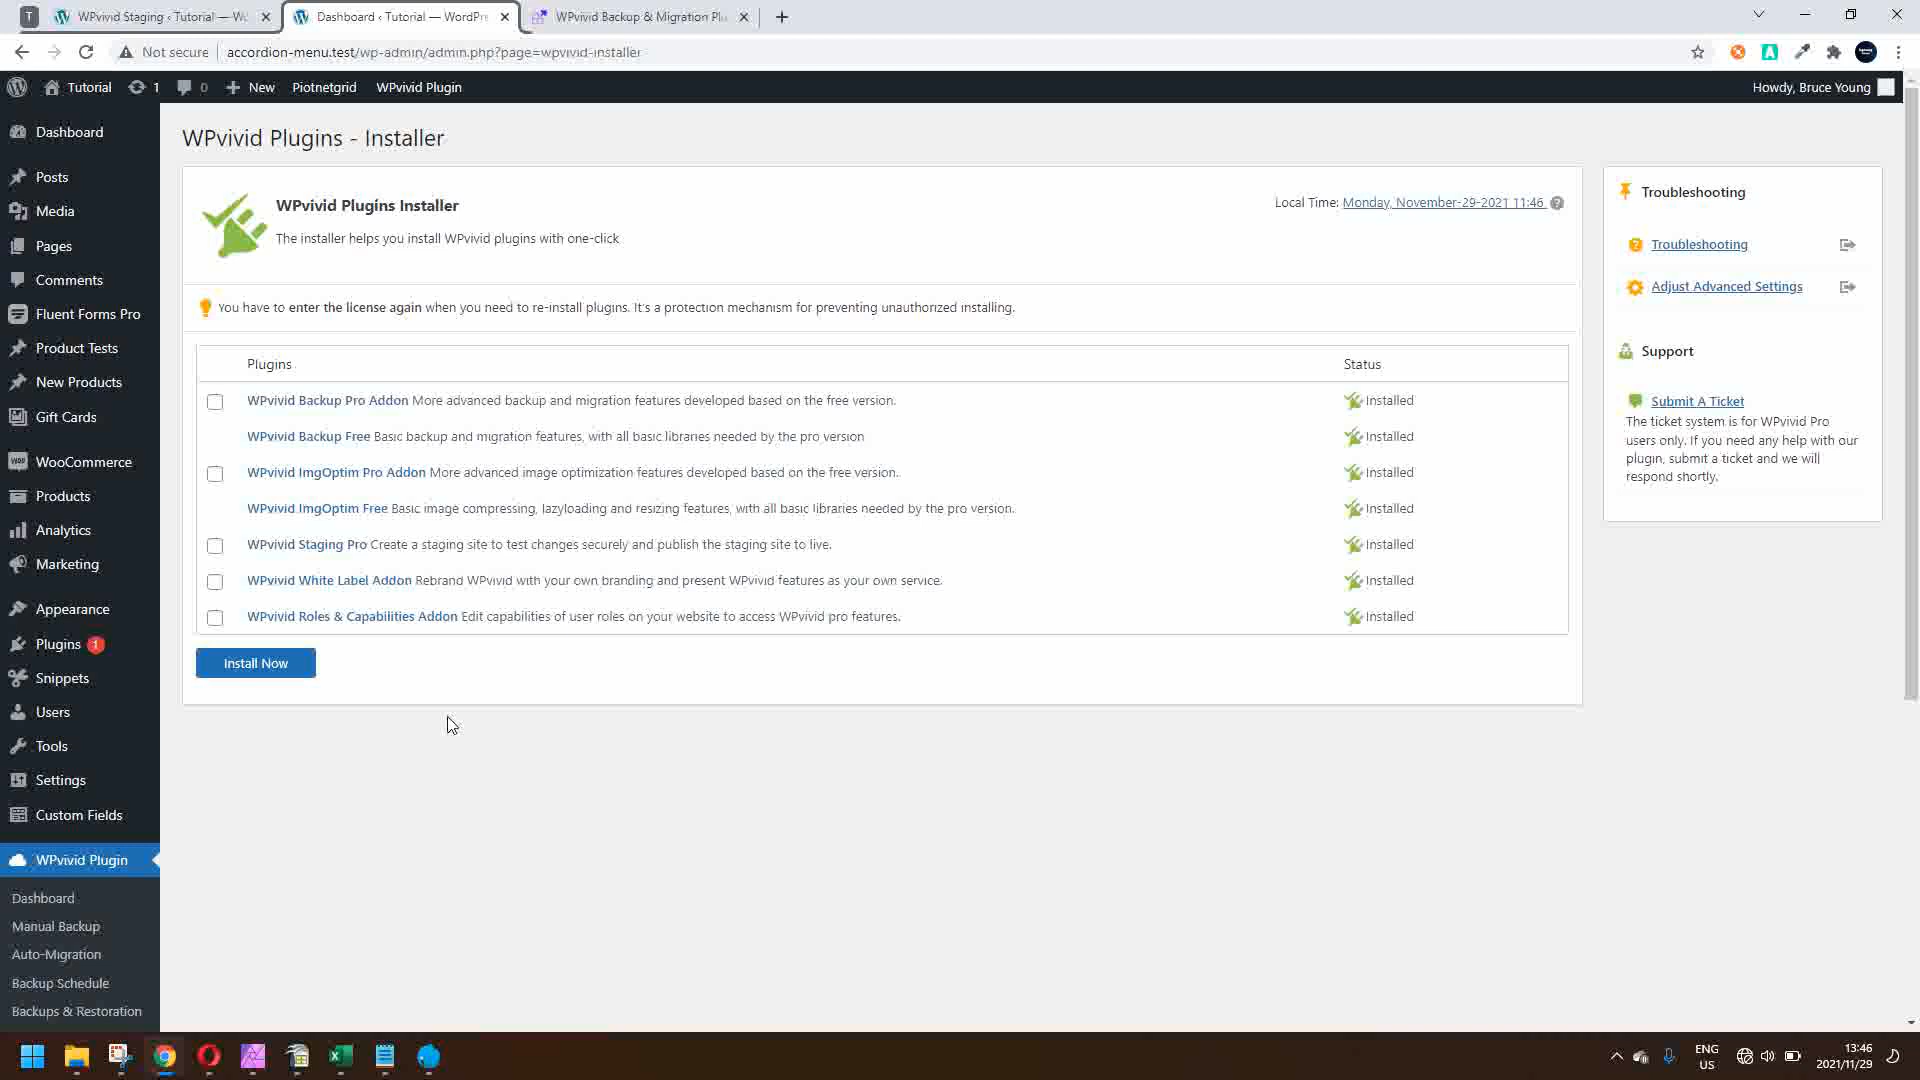 T
WPvivid Staging ‹ Tutorial — Wo
Dashboard ‹ Tutorial — WordPre
WPvivid Backup & Migration Plu
Not secure
accordion-menu.test/wp-admin/admin.php?page=wpvivid-installer
A
Tutorial
1
0
New
Piotnetgrid
WPvivid Plugin
Howdy, Bruce Young
Dashboard
Posts
Media
Pages
Comments
Fluent Forms Pro
Product Tests
New Products
Gift Cards
WooCommerce
Products
Analytics
Marketing
Appearance
Plugins 1
Snippets
Users
Tools
Settings
Custom Fields
WPvivid Plugin
Dashboard
Manual Backup
Auto-Migration
Backup Schedule
Backups & Restoration
WPvivid Plugins - Installer
WPvivid Plugins Installer
The installer helps you install WPvivid plugins with one-click
Local Time: Monday, November-29-2021 11:46 ?
You have to enter the license again when you need to re-install plugins. It's a protection mechanism for preventing unauthorized installing.
Plugins Status
WPvivid Backup Pro Addon More advanced backup and migration features developed based on the free version. Installed
WPvivid Backup Free Basic backup and migration features, with all basic libraries needed by the pro version Installed
WPvivid ImgOptim Pro Addon More advanced image optimization features developed based on the free version. Installed
WPvivid ImgOptim Free Basic image compressing, lazyloading and resizing features, with all basic libraries needed by the pro version. Installed
WPvivid Staging Pro Create a staging site to test changes securely and publish the staging site to live. Installed
WPvivid White Label Addon Rebrand WPvivid with your own branding and present WPvivid features as your own service. Installed
WPvivid Roles & Capabilities Addon Edit capabilities of user roles on your website to access WPvivid pro features. Installed
Install Now
Troubleshooting
Troubleshooting
Adjust Advanced Settings
Support
Submit A Ticket
The ticket system is for WPvivid Pro
users only. If you need any help with our
plugin, submit a ticket and we will
respond shortly.
ENG
US
13:46
2021/11/29